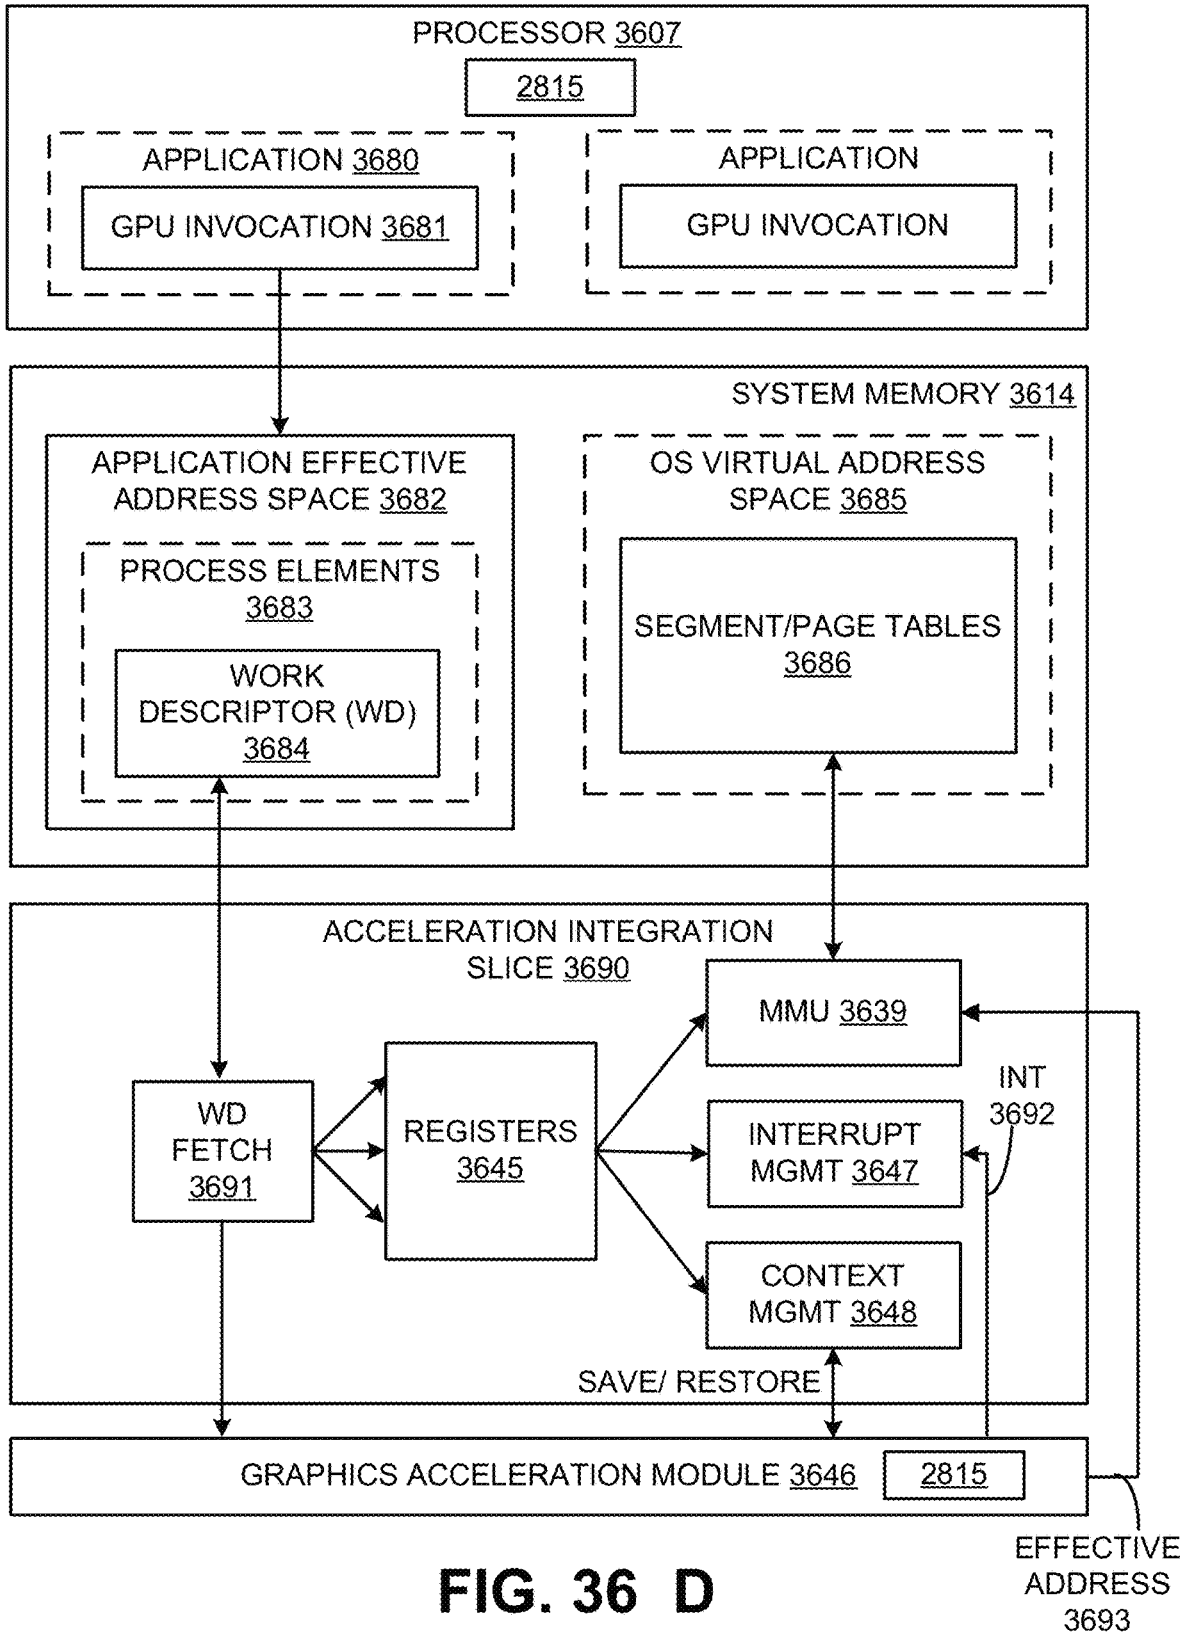 PROCESSOR 3607
2815
APPLICATION 3680
GPU INVOCATION 3681
APPLICATION
GPU INVOCATION
SYSTEM MEMORY 3614
APPLICATION EFFECTIVE
ADDRESS SPACE 3682
PROCESS ELEMENTS
3683
WORK
DESCRIPTOR (WD)
3684
OS VIRTUAL ADDRESS
SPACE 3685
SEGMENT/PAGE TABLES
3686
ACCELERATION INTEGRATION
SLICE 3690
WD
FETCH
3691
REGISTERS
3645
MMU 3639
INTERRUPT
MGMT 3647
CONTEXT
MGMT 3648
INT
3692
SAVE/ RESTORE
GRAPHICS ACCELERATION MODULE 3646
2815
EFFECTIVE
ADDRESS
3693
FIG. 36 D